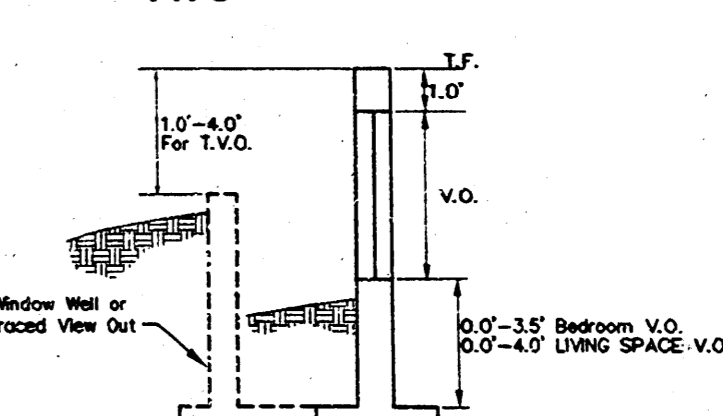 T.F.
1.0'
1.0'-4.0'
For T.V.O.
V.O.
Window Well or
raced View Out
0.0'-3.5' Bedroom V.O.
0.0'-4.0' LIVING SPACE V.O